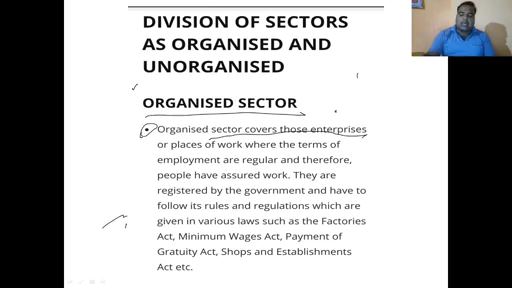 DIVISION OF SECTORS
AS ORGANISED AND
UNORGANISED
ORGANISED SECTOR
Organised sector covers those enterprises
or places of work where the terms of
employment are regular and therefore,
people have assured work. They are
registered by the government and have to
follow its rules and regulations which are
given in various laws such as the Factories
Act, Minimum Wages Act, Payment of
Gratuity Act, Shops and Establishments
Act etc.